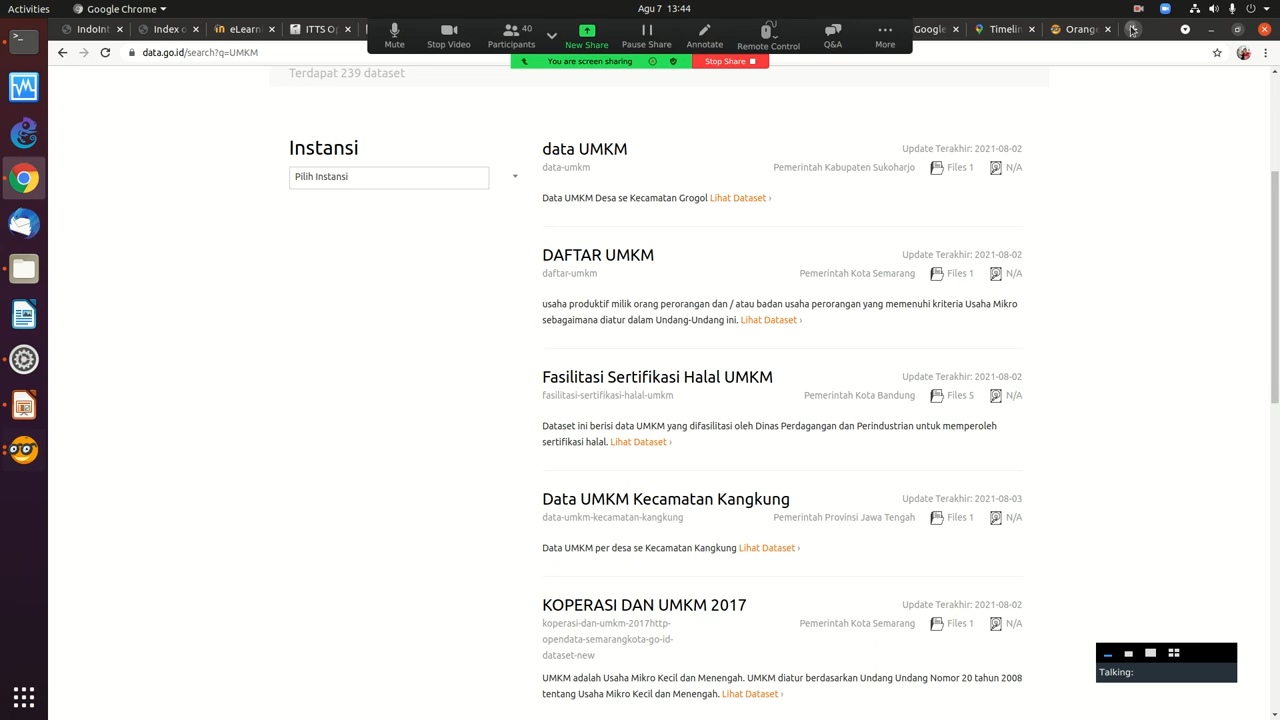 Activities
Google Chrome
Agu 7 13:44
IndoInt
Index o
eLearni
ITTS O
Google
Timelin
Orang
Mute
Stop Video
40
Participants
New Share
Pause Share
Annotate
Remote Control
Q&A
More
data.go.id/search?q=UMKM
You are screen sharing
Stop Share
Terdapat 239 dataset
Instansi
Pilih Instansi
data UMKM
Update Terakhir: 2021-08-02
data-umkm
Pemerintah Kabupaten Sukoharjo
Files 1
N/A
Data UMKM Desa se Kecamatan Grogol Lihat Dataset ›
DAFTAR UMKM
Update Terakhir: 2021-08-02
daftar-umkm
Pemerintah Kota Semarang
Files 1
N/A
usaha produktif milik orang perorangan dan / atau badan usaha perorangan yang memenuhi kriteria Usaha Mikro
sebagaimana diatur dalam Undang-Undang ini. Lihat Dataset ›
Fasilitasi Sertifikasi Halal UMKM
Update Terakhir: 2021-08-02
fasilitasi-sertifikasi-halal-umkm
Pemerintah Kota Bandung
Files 5
N/A
Dataset ini berisi data UMKM yang difasilitasi oleh Dinas Perdagangan dan Perindustrian untuk memperoleh
sertifikasi halal. Lihat Dataset ›
Data UMKM Kecamatan Kangkung
Update Terakhir: 2021-08-03
data-umkm-kecamatan-kangkung
Pemerintah Provinsi Jawa Tengah
Files 1
N/A
Data UMKM per desa se Kecamatan Kangkung Lihat Dataset ›
KOPERASI DAN UMKM 2017
Update Terakhir: 2021-08-02
koperasi-dan-umkm-2017http-
opendata-semarangkota-go-id-
dataset-new
Pemerintah Kota Semarang
Files 1
N/A
UMKM adalah Usaha Mikro Kecil dan Menengah. UMKM diatur berdasarkan Undang Undang Nomor 20 tahun 2008
tentang Usaha Mikro Kecil dan Menengah. Lihat Dataset ›
Talking: